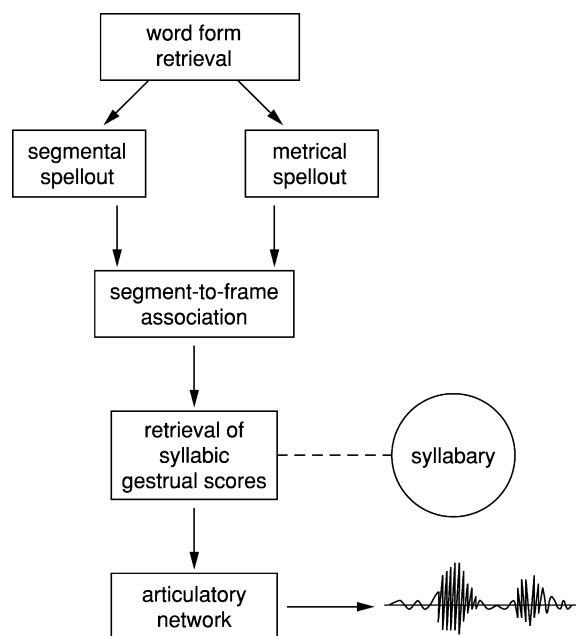 word form
retrieval
segmental
spellout
metrical
spellout
segment-to-frame
association
retrieval of
syllabic
gestrual scores
syllabary
articulatory
network